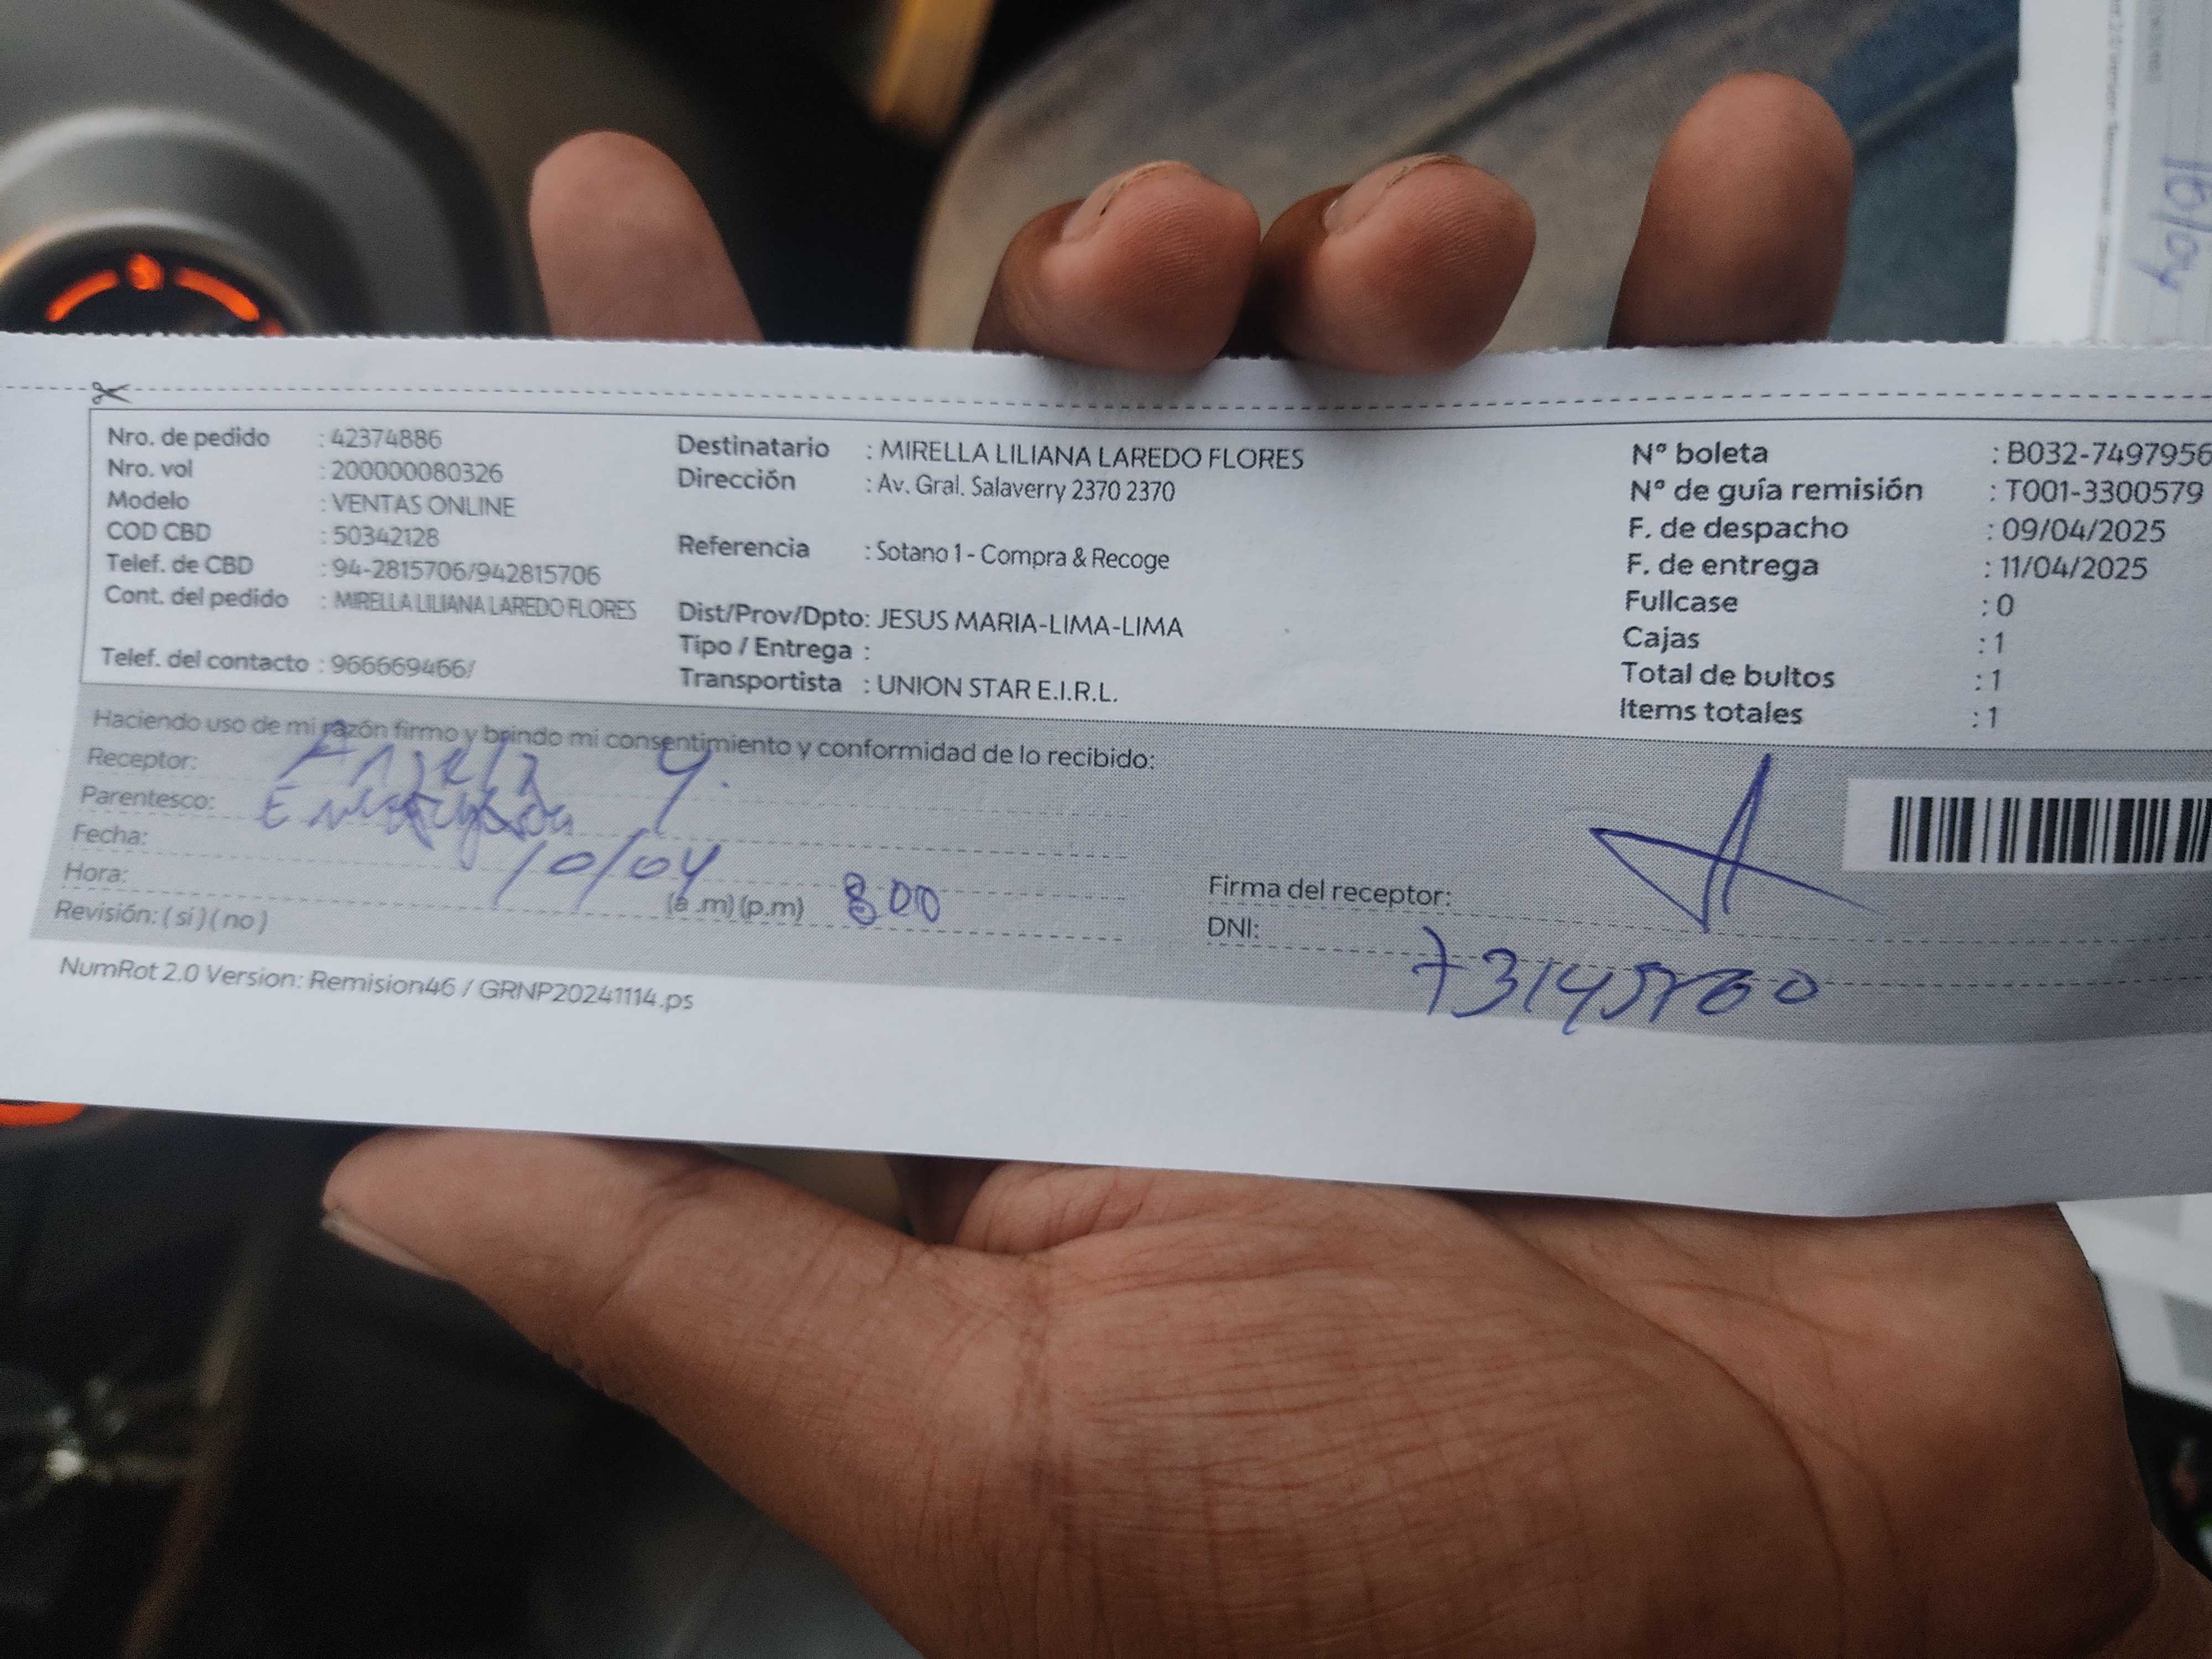 Nro. de pedido : 42374886
Nro. vol : 200000080326
Modelo : VENTAS ONLINE
COD CBD : 50342128
Telef. de CBD : 94-2815706/942815706
Cont. del pedido : MIRELLA LILIANA LAREDO FLORES
Telef. del contacto : 966669466/
Destinatario : MIRELLA LILIANA LAREDO FLORES
Dirección : Av. Gral. Salaverry 2370 2370
Referencia : Sotano 1 - Compra & Recoge
Dist/Prov/Dpto: JESUS MARIA-LIMA-LIMA
Tipo / Entrega :
Transportista : UNION STAR E.I.R.L.
N° boleta : B032-7497956
N° de guía remisión : T001-3300579
F. de despacho : 09/04/2025
F. de entrega : 11/04/2025
Fullcase : 0
Cajas : 1
Total de bultos : 1
Items totales : 1
Haciendo uso de mi razón firmo y brindo mi consentimiento y conformidad de lo recibido:
Receptor: Angela Y.
Parentesco:
Fecha: 10/04
Hora: (a .m) (p.m) 800
Revisión: ( si ) ( no )
Firma del receptor:
DNI:
NumRot 2.0 Version: Remision46 / GRNP20241114.ps
16/04